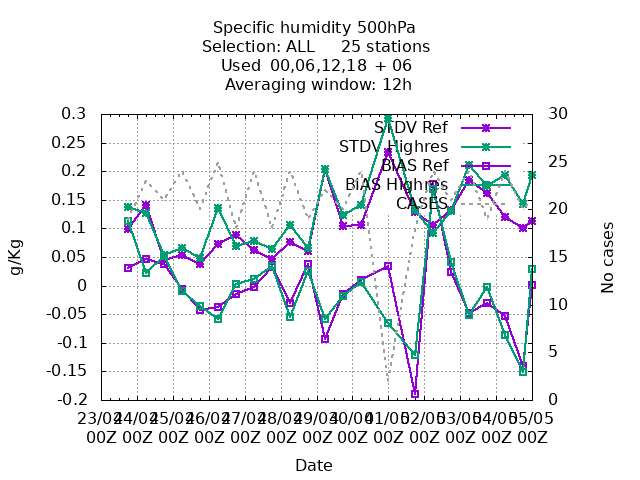 Specific humidity 500hPa
Selection: ALL 25 stations
Used 00,06,12,18 + 06
Averaging window: 12h
0.3
0.25
0.2
0.15
0.1
0.05
0
-0.05
-0.1
-0.15
-0.2
g/Kg
30
25
20
15
10
5
0
No cases
STDV Ref
STDV Highres
BIAS Ref
BIAS Highres
CASES
23/04 24/04 25/04 26/04 27/04 28/04 29/04 30/04 01/05 02/05 03/05 04/05 05/05
00Z 00Z 00Z 00Z 00Z 00Z 00Z 00Z 00Z 00Z 00Z 00Z 00Z
Date